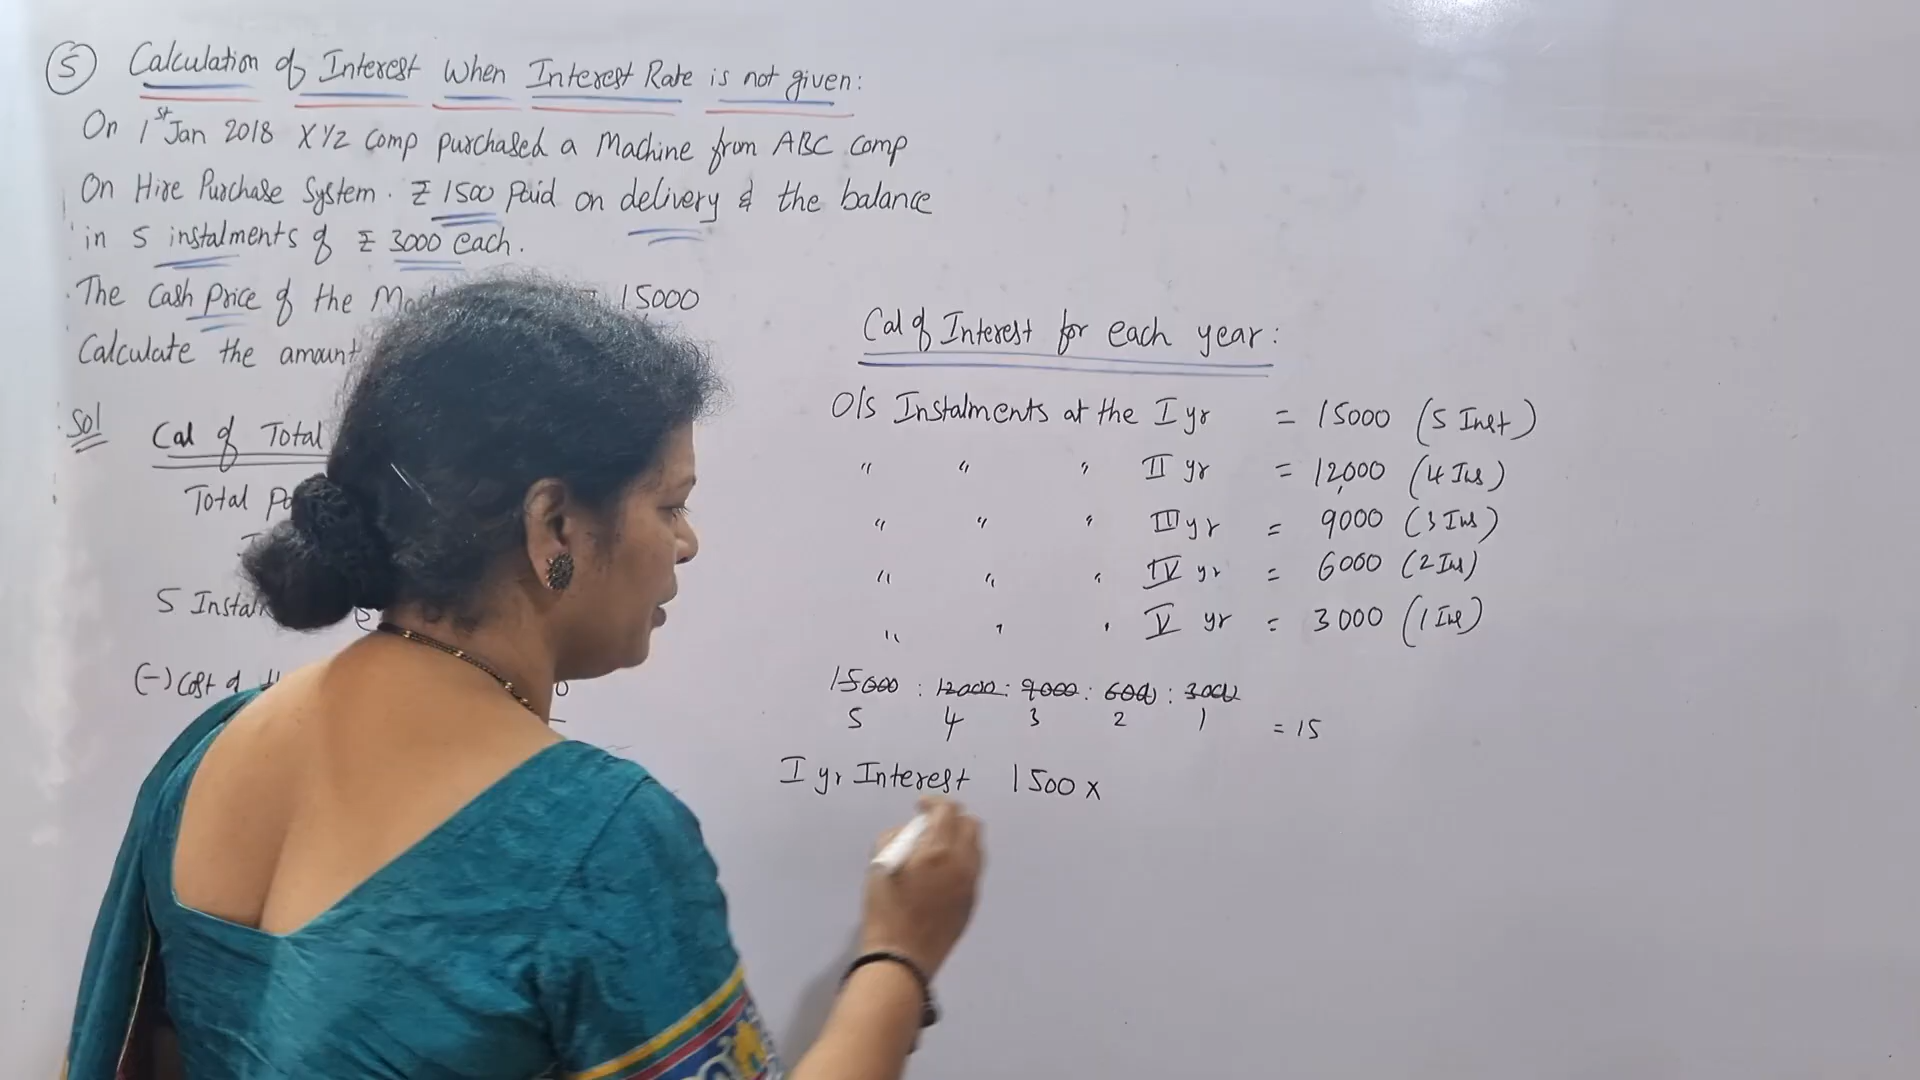 5 Calculation of Interest When Interest Rate is not given:
On 1st Jan 2018 XYZ Comp purchased a Machine from ABC Comp
On Hire Purchase System. ₹ 1500 Paid on delivery & the balance
in 5 instalments of ₹ 3000 each.
The Cash Price of the 15000
Calculate the amount
Sol
Cal of Total
Total
5
(-) Cost of
Cal of Interest for each year:
O/s Instalments at the I yr = 15000 (5 Inst)
" " " II yr = 12,000 (4 Ins)
" " " III yr = 9000 (3 Ins)
" " " IV yr = 6000 (2 Ins)
" " " V yr = 3000 (1 Ins)
15000 : 12000 : 9000 : 6000 : 3000
5 4 3 2 1 = 15
I yr Interest 1500 x